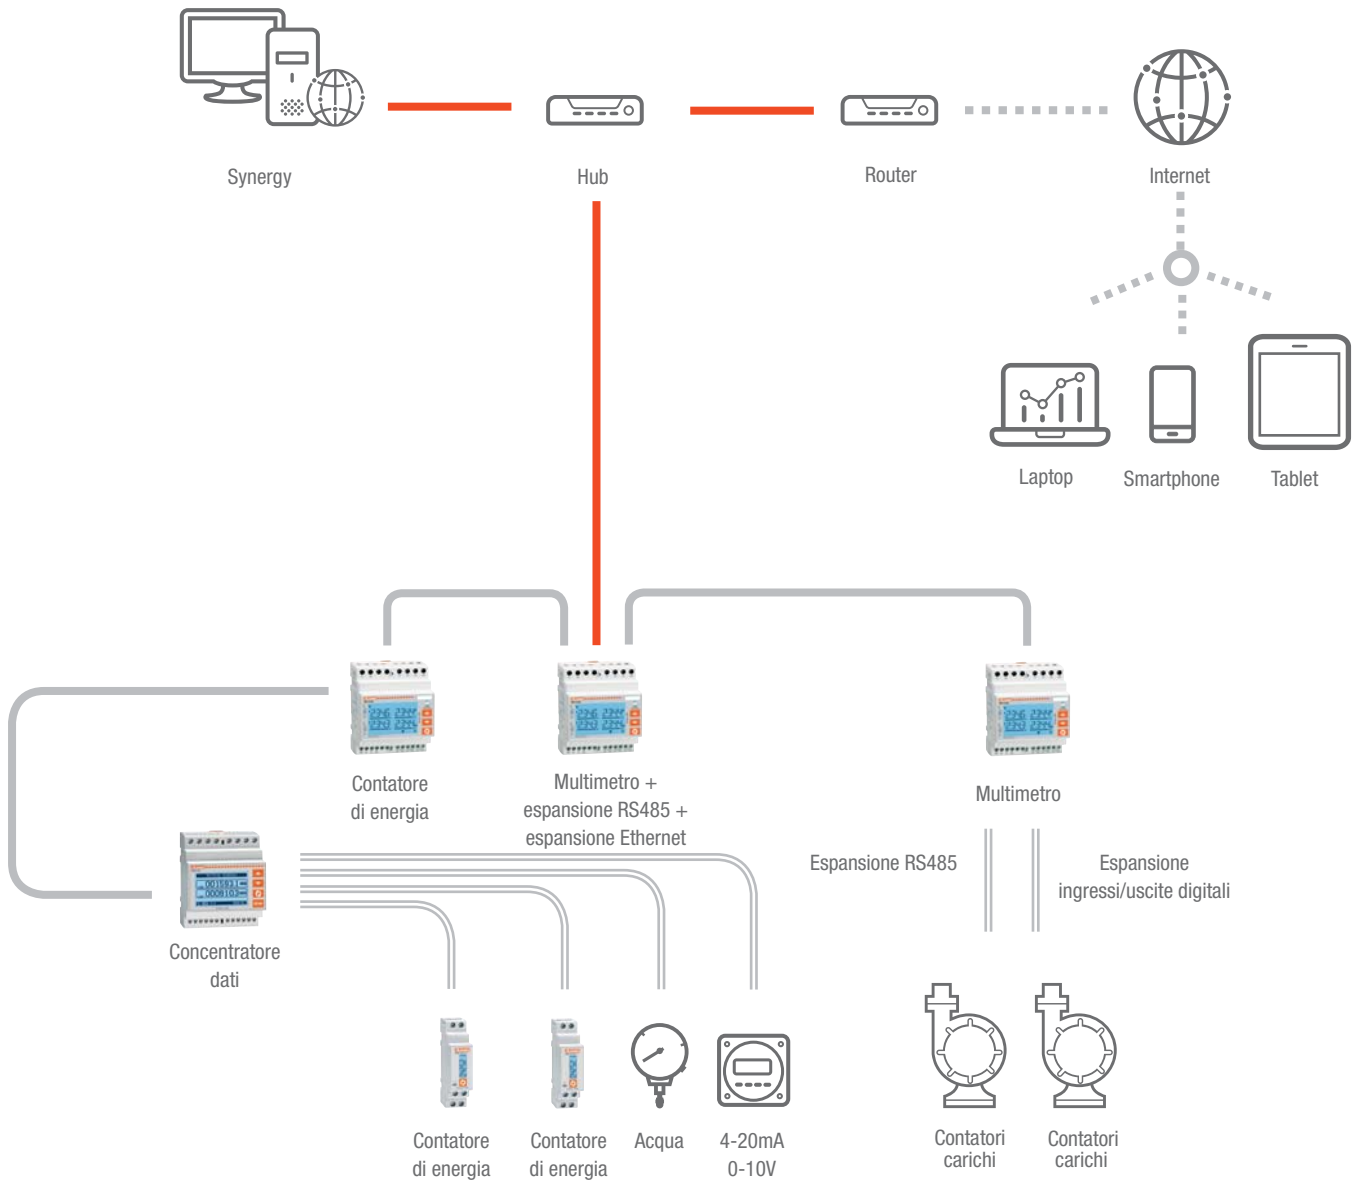 Synergy
Hub
Router
Internet
Laptop
Smartphone
Tablet
Contatore
di energia
Multimetro +
espansione RS485 +
espansione Ethernet
Multimetro
Espansione RS485
Espansione
ingressi/uscite digitali
Concentratore
dati
Contatore
di energia
Contatore
di energia
Acqua
4-20mA
0-10V
Contatori
carichi
Contatori
carichi